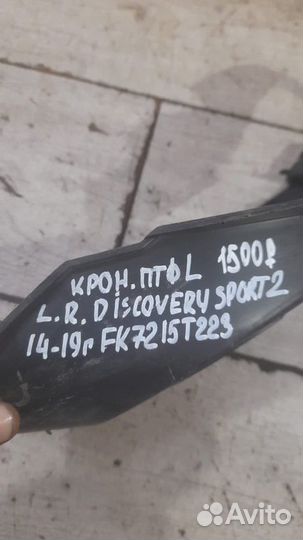 КРОН. ПТФ L 1500₽
L.R. DISCOVERY SPORT 2
14-19г FK7215T223
Avito